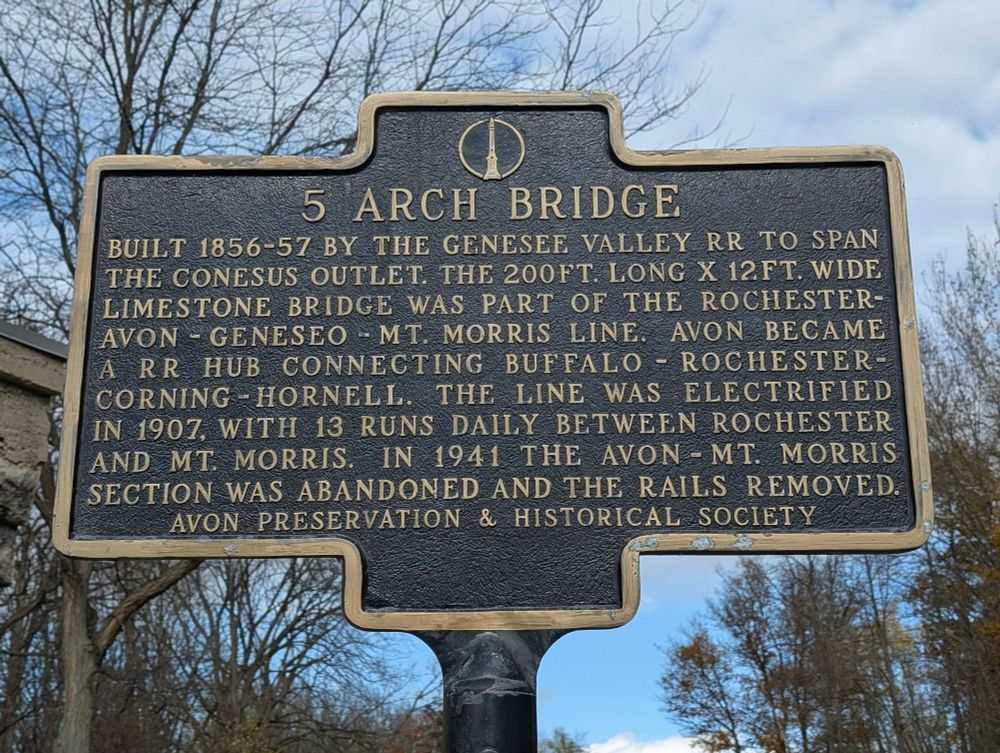 5 ARCH BRIDGE
BUILT 1856-57 BY THE GENESEE VALLEY RR TO SPAN
THE CONESUS OUTLET. THE 200FT. LONG X 12FT. WIDE
LIMESTONE BRIDGE WAS PART OF THE ROCHESTER-
AVON - GENESEO - MT. MORRIS LINE. AVON BECAME
A RR HUB CONNECTING BUFFALO - ROCHESTER-
CORNING-HORNELL. THE LINE WAS ELECTRIFIED
IN 1907, WITH 13 RUNS DAILY BETWEEN ROCHESTER
AND MT. MORRIS. IN 1941 THE AVON-MT. MORRIS
SECTION WAS ABANDONED AND THE RAILS REMOVED.
AVON PRESERVATION & HISTORICAL SOCIETY